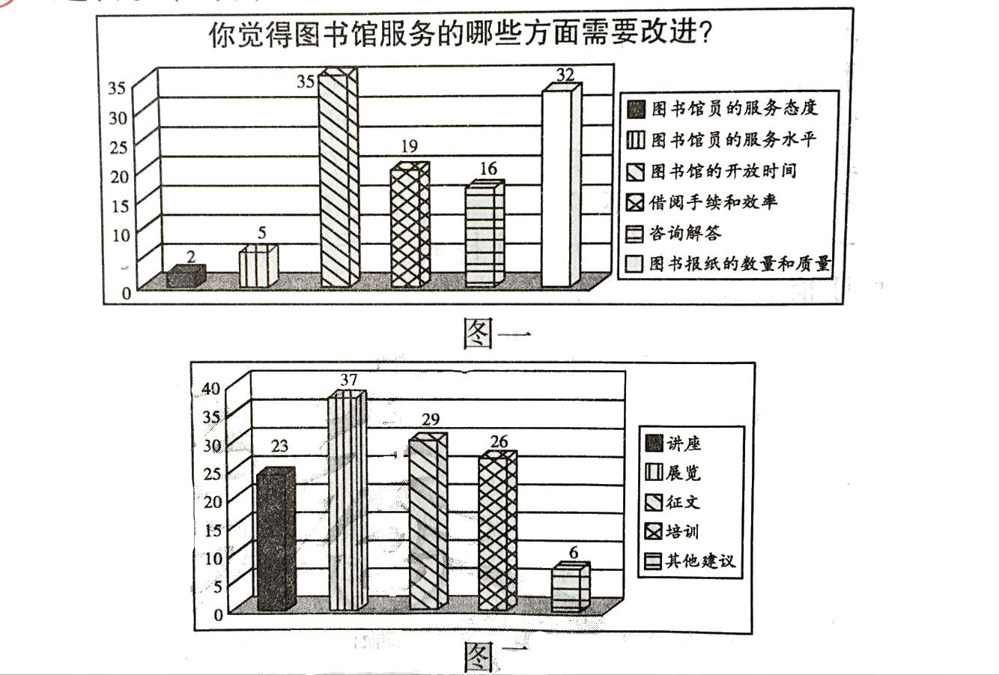 你觉得图书馆服务的哪些方面需要改进?
35
30
25
20
15
10
0
2
5
35
19
16
32
图书馆员的服务态度
图书馆员的服务水平
图书馆的开放时间
借阅手续和效率
咨询解答
图书报纸的数量和质量
图一
40
35
30
25
20
15
10
5
0
23
37
29
26
6
讲座
展览
征文
培训
其他建议